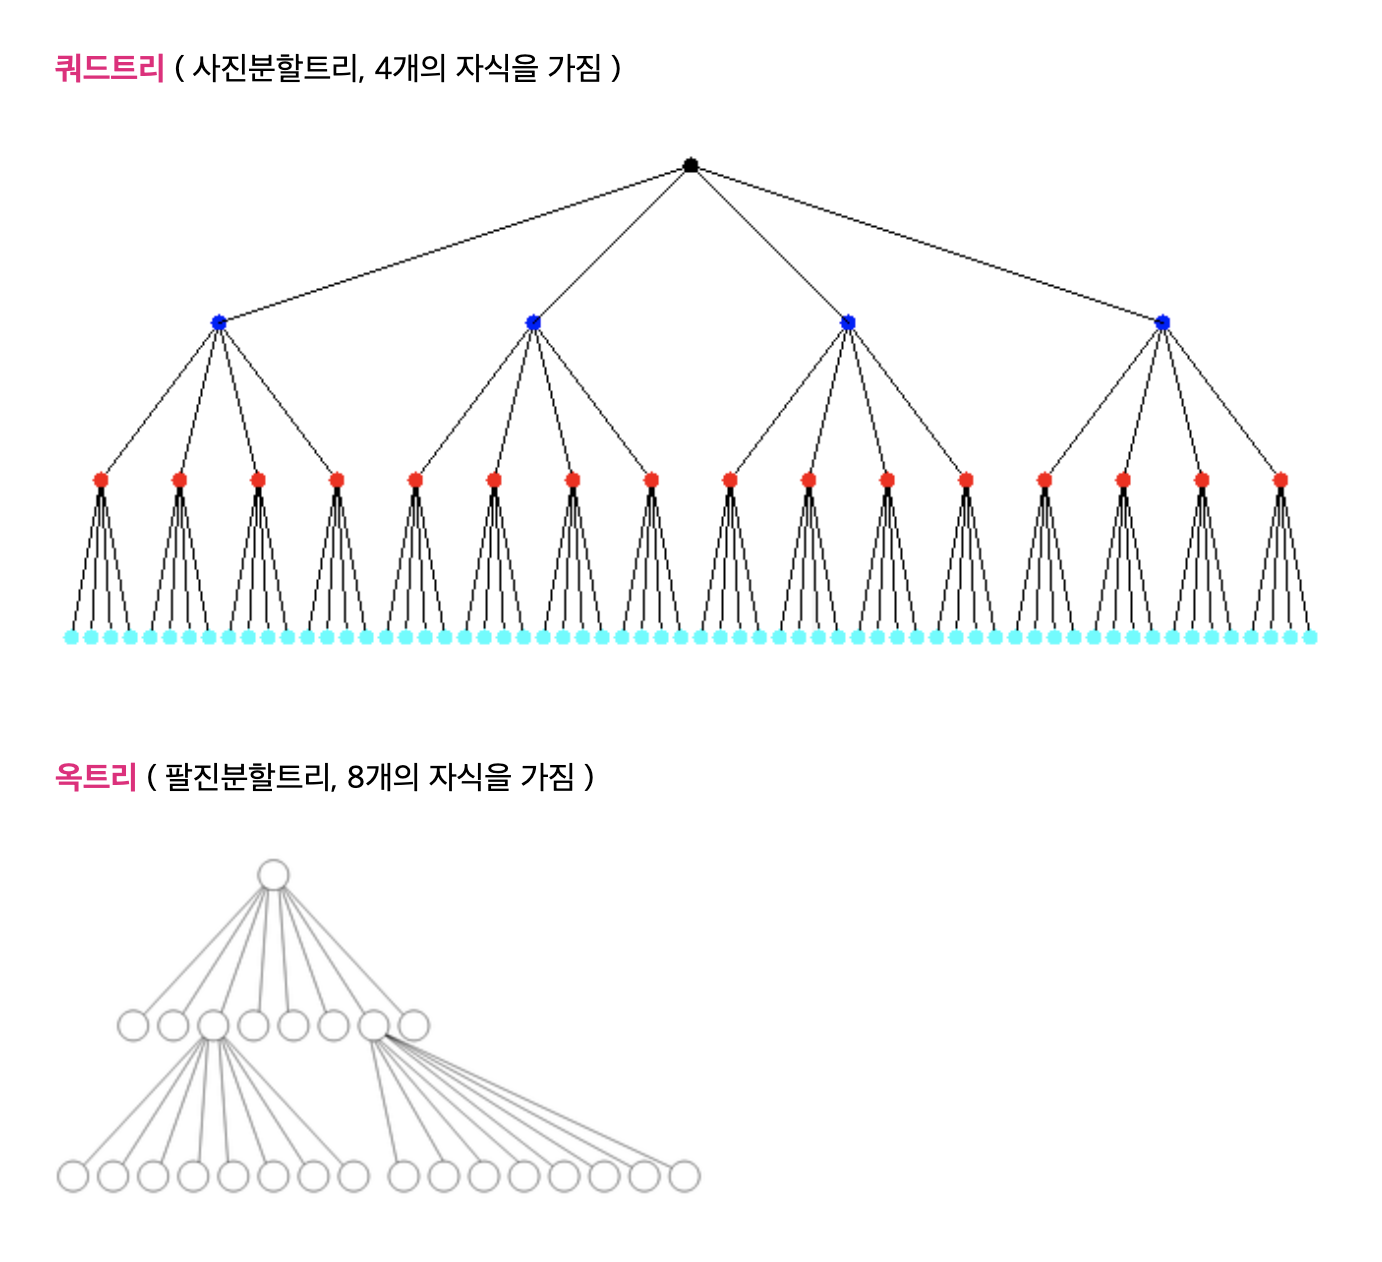 쿼드트리 ( 사진분할트리, 4개의 자식을 가짐 )
옥트리 ( 팔진분할트리, 8개의 자식을 가짐 )